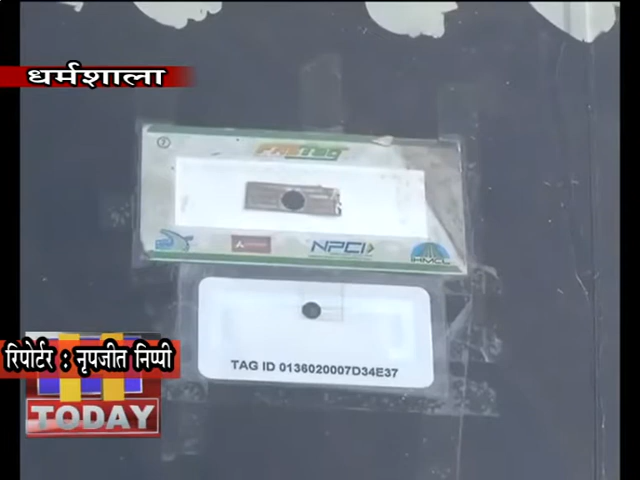 धर्मशाला
FASTag
NPCI
IHMCL
रिपोर्टर : नृपजीत निप्पी
TAG ID 0136020007D34E37
TODAY